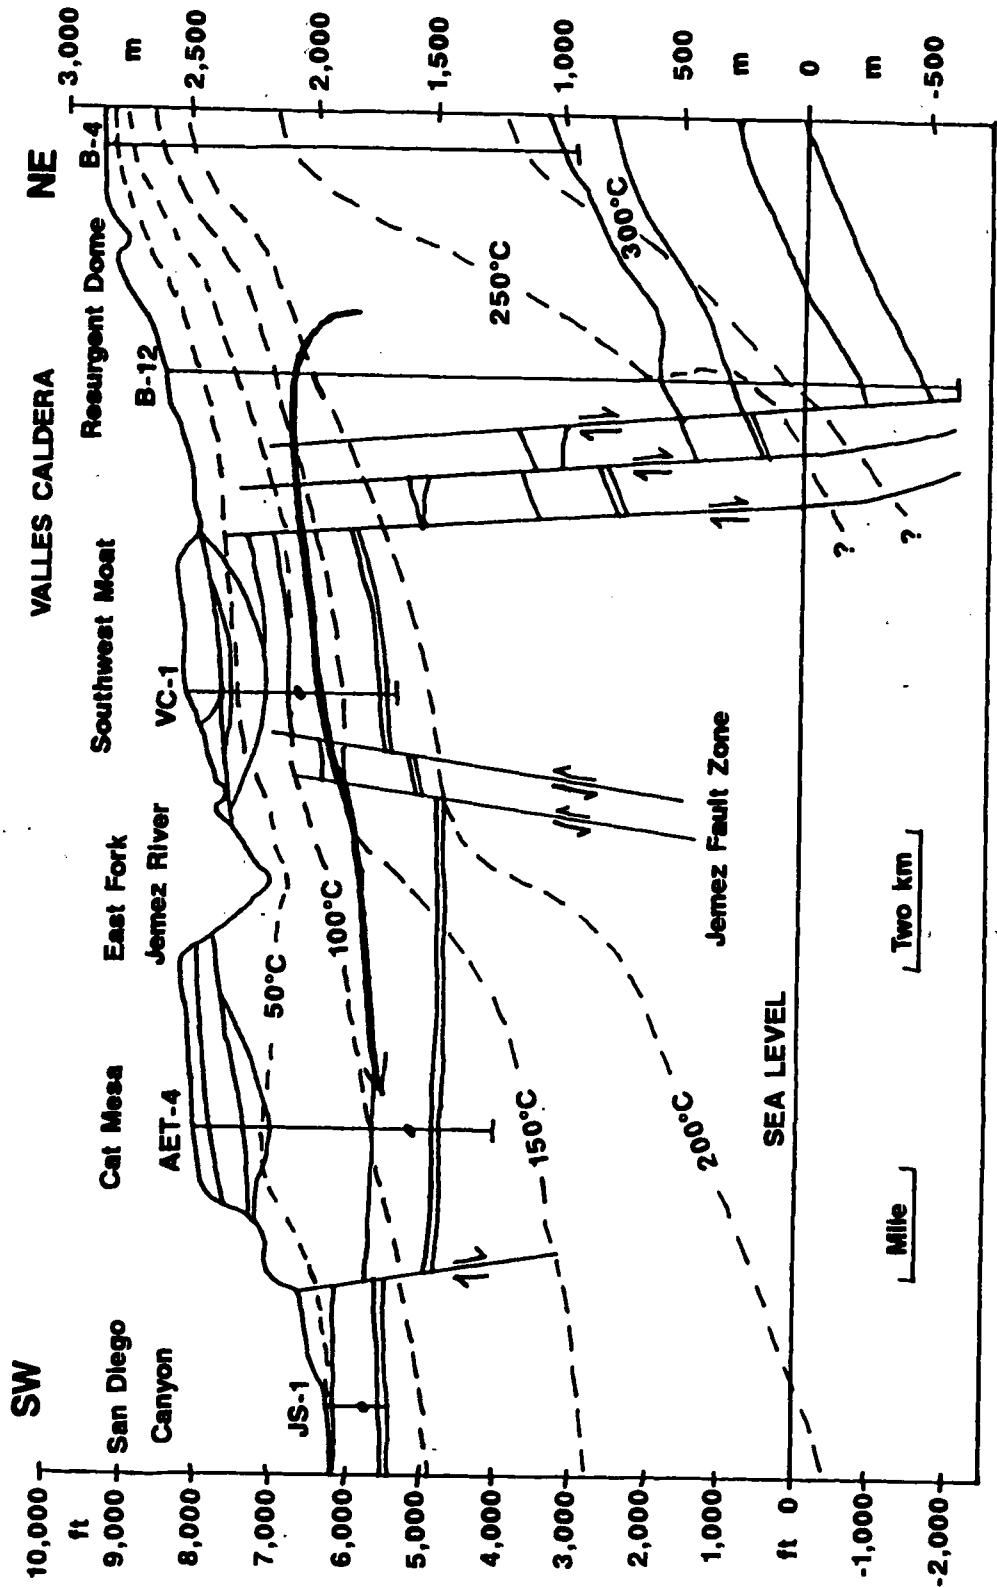 VALLES CALDERA
SW
NE
San Diego
Canyon
Cat Mesa
East Fork
Jemez River
Southwest Moat
Resurgent Dome
JS-1
AET-4
VC-1
B-12
B-4
10,000
ft
9,000
8,000
7,000
6,000
5,000
4,000
3,000
2,000
1,000
ft 0
-1,000
-2,000
3,000
m
2,500
2,000
1,500
1,000
500
m
0
m
-500
50°C
100°C
150°C
200°C
250°C
300°C
?
?
Jemez Fault Zone
SEA LEVEL
Mile
Two km